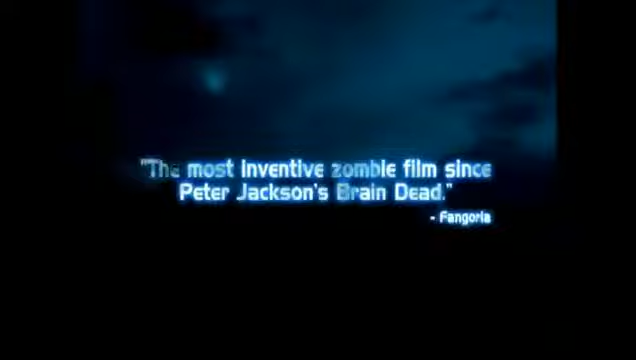 "The most inventive zombie film since
Peter Jackson's Brain Dead."
- Fangoria